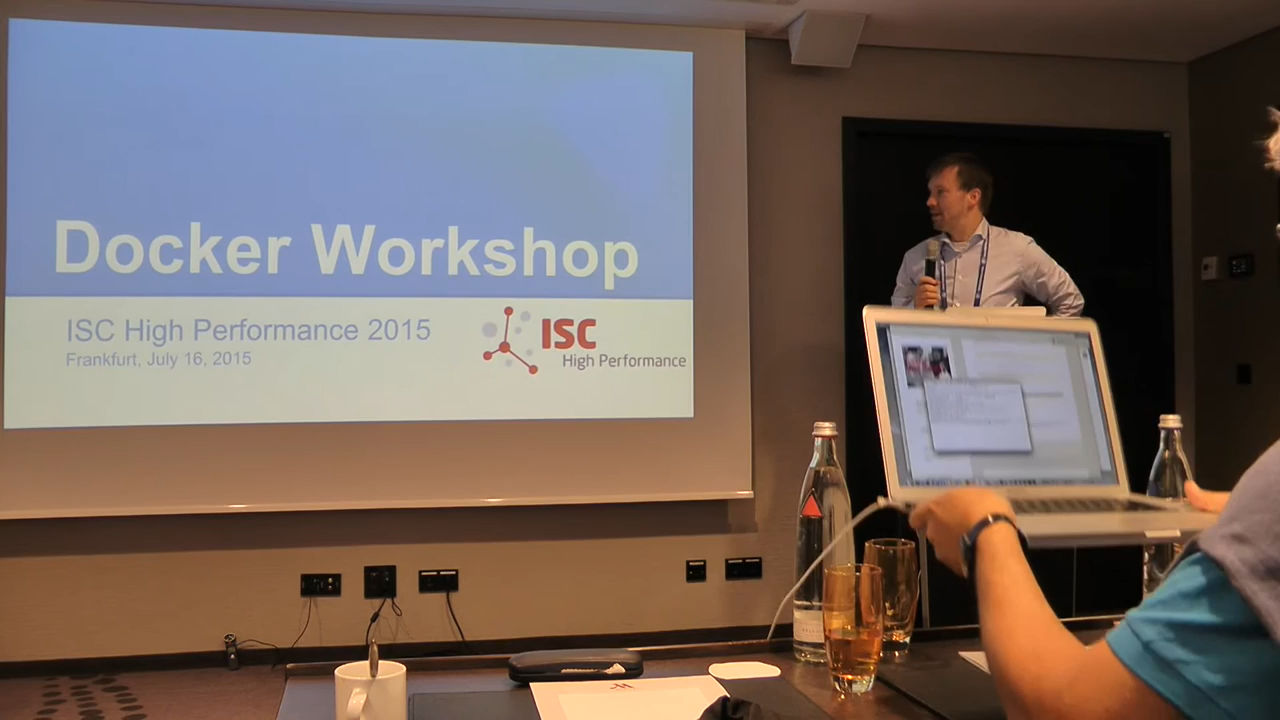 Docker Workshop
ISC High Performance 2015
Frankfurt, July 16, 2015
ISC
High Performance